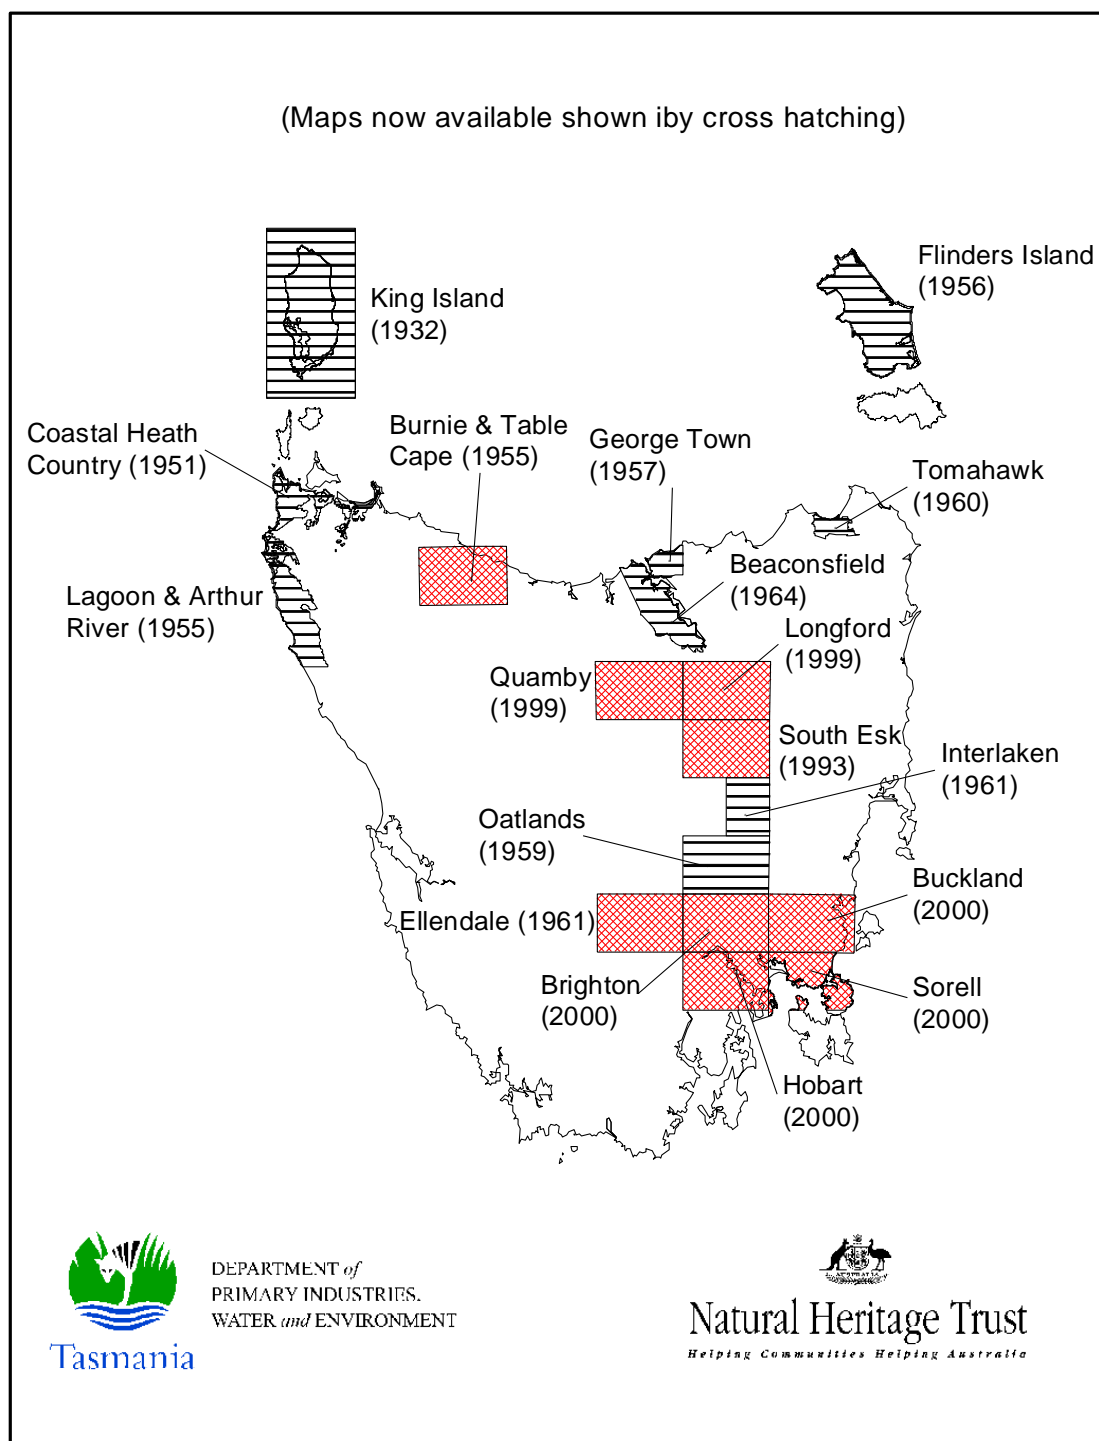 (Maps now available shown iby cross hatching)
Flinders Island
(1956)
King Island
(1932)
Coastal Heath
Country (1951)
Burnie & Table
Cape (1955)
George Town
(1957)
Tomahawk
(1960)
Beaconsfield
(1964)
Lagoon & Arthur
River (1955)
Longford
(1999)
Quamby
(1999)
South Esk
(1993)
Interlaken
(1961)
Oatlands
(1959)
Buckland
(2000)
Ellendale (1961)
Brighton
(2000)
Sorell
(2000)
Hobart
(2000)
DEPARTMENT of
PRIMARY INDUSTRIES,
WATER and ENVIRONMENT
Tasmania
AUSTRALIA
Natural Heritage Trust
Helping Communities Helping Australia